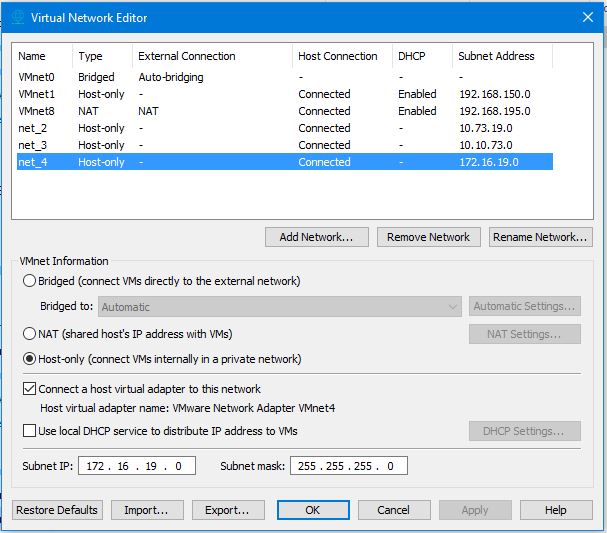 Virtual Network Editor
Name Type External Connection Host Connection DHCP Subnet Address
VMnet0 Bridged Auto-bridging - - -
VMnet1 Host-only - Connected Enabled 192.168.150.0
VMnet8 NAT NAT Connected Enabled 192.168.195.0
net_2 Host-only - Connected - 10.73.19.0
net_3 Host-only - Connected - 10.10.73.0
net_4 Host-only - Connected - 172.16.19.0
Add Network... Remove Network Rename Network...
VMnet Information
Bridged (connect VMs directly to the external network)
Bridged to: Automatic Automatic Settings...
NAT (shared host's IP address with VMs) NAT Settings...
Host-only (connect VMs internally in a private network)
Connect a host virtual adapter to this network
Host virtual adapter name: VMware Network Adapter VMnet4
Use local DHCP service to distribute IP address to VMs DHCP Settings...
Subnet IP: 172 . 16 . 19 . 0 Subnet mask: 255 . 255 . 255 . 0
Restore Defaults Import... Export... OK Cancel Apply Help